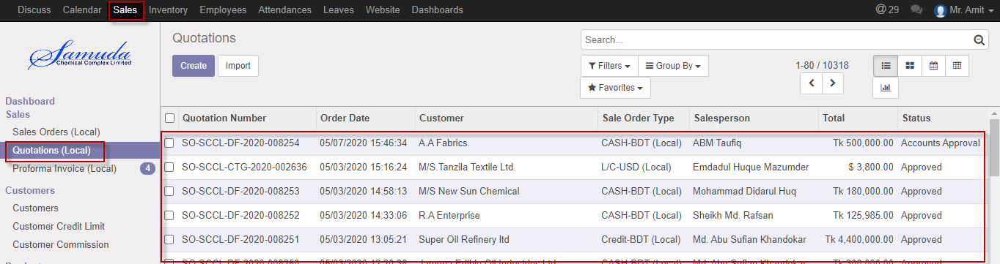 Discuss Calendar Sales Inventory Employees Attendances Leaves Website Dashboards @ 29 Mr. Amit
Samuda
Chemical Complex Limited
Dashboard
Sales
Sales Orders (Local)
Quotations (Local)
Proforma Invoice (Local) 4
Customers
Customers
Customer Credit Limit
Customer Commission
Quotations
Search...
Create Import
Filters Group By 1-80 / 10318
Favorites
Quotation Number Order Date Customer Sale Order Type Salesperson Total Status
SO-SCCL-DF-2020-008254 05/07/2020 15:46:34 A.A Fabrics. CASH-BDT (Local) ABM Taufiq Tk 500,000.00 Accounts Approval
SO-SCCL-CTG-2020-002636 05/03/2020 15:16:24 M/S.Tanzila Textile Ltd. L/C-USD (Local) Emdadul Huque Mazumder $ 3,800.00 Approved
SO-SCCL-DF-2020-008253 05/03/2020 14:58:13 M/S New Sun Chemical CASH-BDT (Local) Mohammad Didarul Huq Tk 180,000.00 Approved
SO-SCCL-DF-2020-008252 05/03/2020 14:33:06 R.A Enterprise CASH-BDT (Local) Sheikh Md. Rafsan Tk 125,985.00 Approved
SO-SCCL-DF-2020-008251 05/03/2020 13:05:21 Super Oil Refinery ltd Credit-BDT (Local) Md. Abu Sufian Khandokar Tk 4,400,000.00 Approved